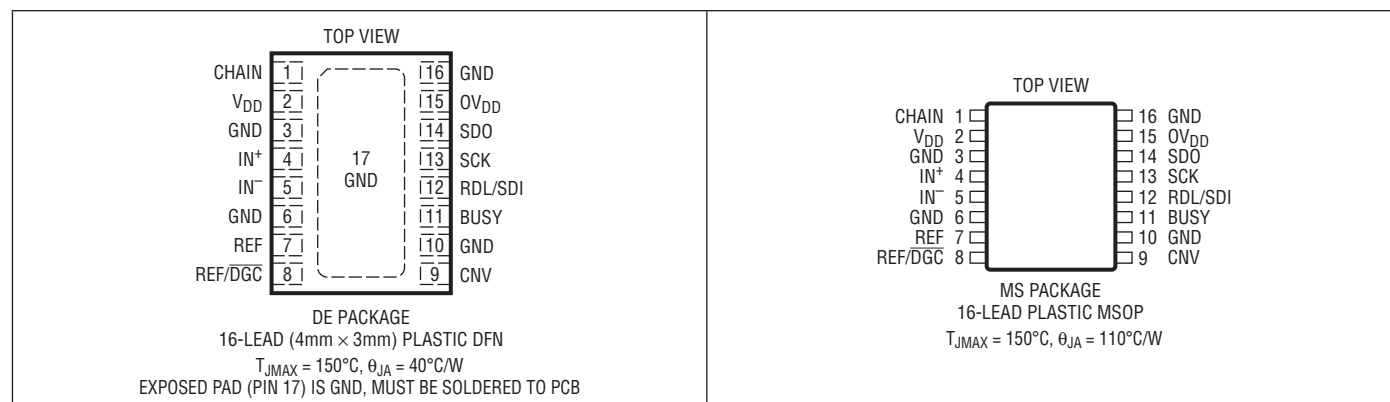 TOP VIEW
CHAIN 1
V_DD 2
GND 3
IN⁺ 4
IN⁻ 5
GND 6
REF 7
REF/D̅G̅C̅ 8
17
GND
16 GND
15 OV_DD
14 SDO
13 SCK
12 RDL/SDI
11 BUSY
10 GND
9 CNV
DE PACKAGE
16-LEAD (4mm × 3mm) PLASTIC DFN
T_JMAX = 150°C, θ_JA = 40°C/W
EXPOSED PAD (PIN 17) IS GND, MUST BE SOLDERED TO PCB
TOP VIEW
CHAIN 1
V_DD 2
GND 3
IN⁺ 4
IN⁻ 5
GND 6
REF 7
REF/D̅G̅C̅ 8
16 GND
15 OV_DD
14 SDO
13 SCK
12 RDL/SDI
11 BUSY
10 GND
9 CNV
MS PACKAGE
16-LEAD PLASTIC MSOP
T_JMAX = 150°C, θ_JA = 110°C/W